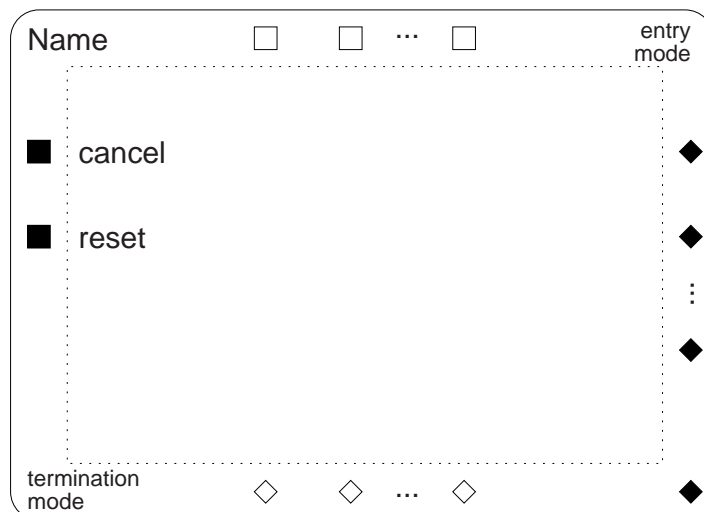 Name
...
entry
mode
cancel
reset
termination
mode
...